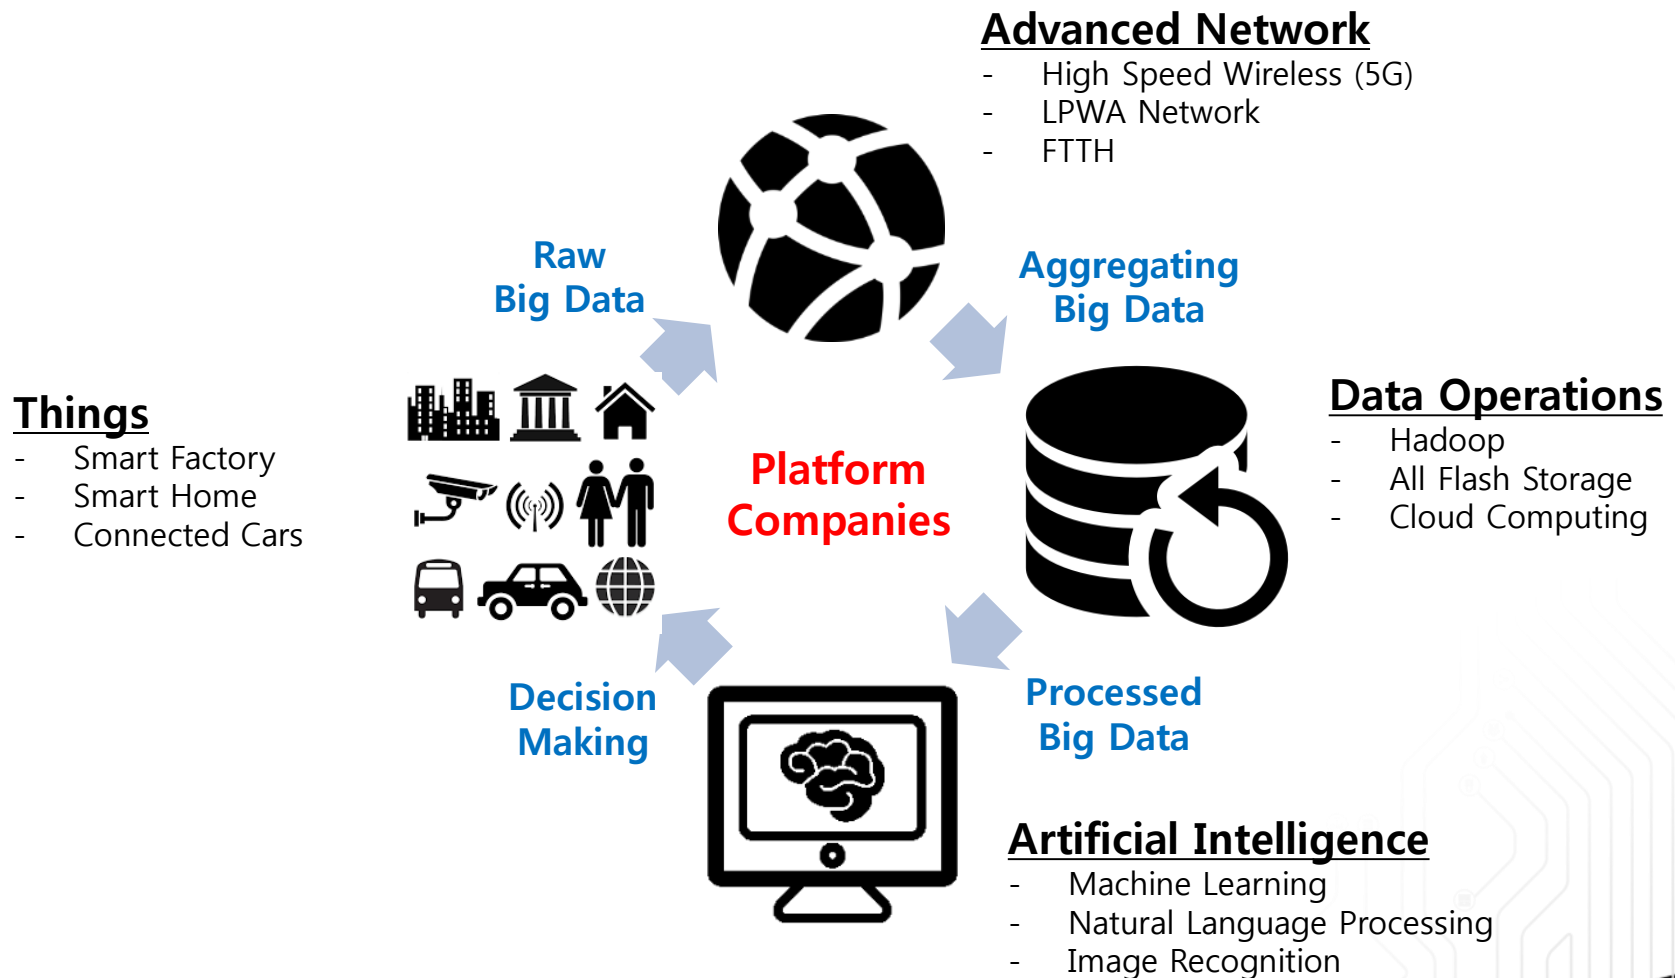 Advanced Network
- High Speed Wireless (5G)
- LPWA Network
- FTTH
Raw
Big Data
Aggregating
Big Data
Things
- Smart Factory
- Smart Home
- Connected Cars
Platform
Companies
Data Operations
- Hadoop
- All Flash Storage
- Cloud Computing
Decision
Making
Processed
Big Data
Artificial Intelligence
- Machine Learning
- Natural Language Processing
- Image Recognition